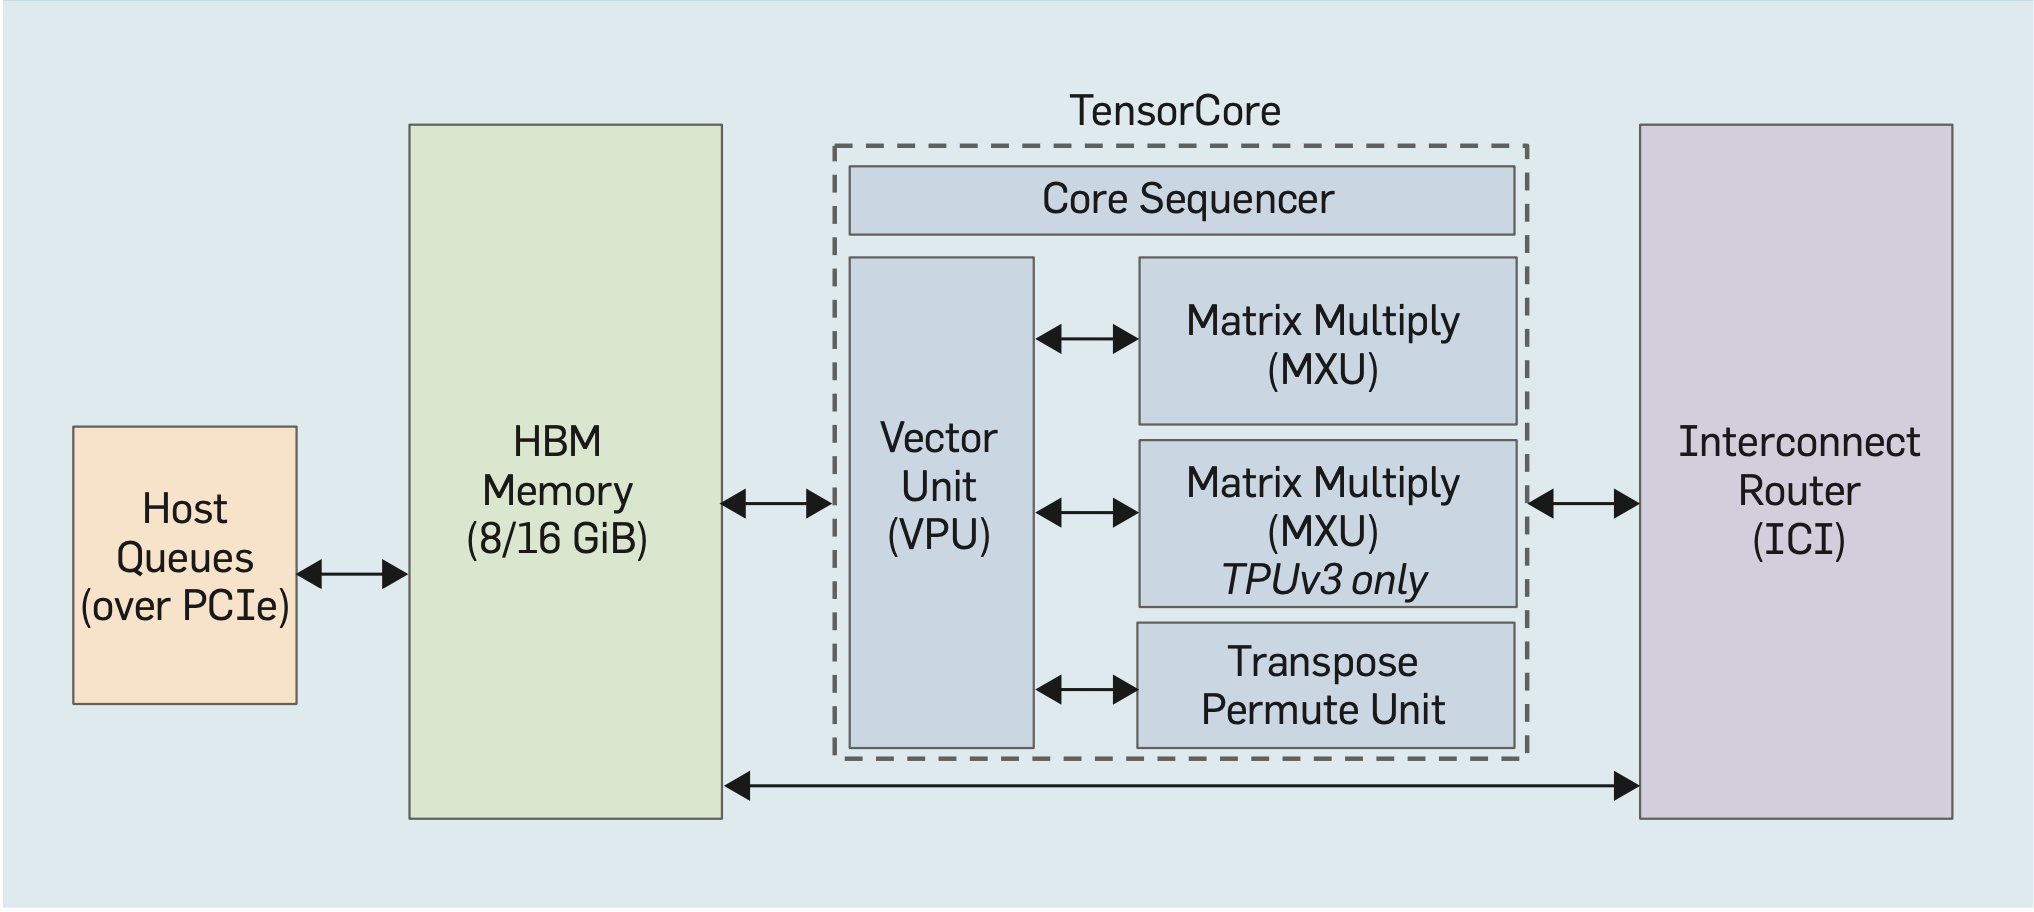 TensorCore
Core Sequencer
Host
Queues
(over PCIe)
HBM
Memory
(8/16 GiB)
Vector
Unit
(VPU)
Matrix Multiply
(MXU)
Matrix Multiply
(MXU)
TPUv3 only
Transpose
Permute Unit
Interconnect
Router
(ICI)